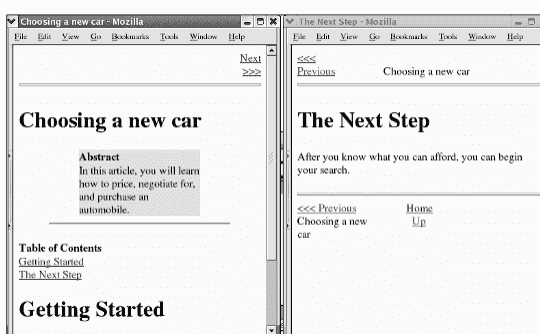 Choosing a new car - Mozilla
File Edit View Go Bookmarks Tools Window Help
Next
>>>
Choosing a new car
Abstract
In this article, you will learn
how to price, negotiate for,
and purchase an
automobile.
Table of Contents
Getting Started
The Next Step
Getting Started
The Next Step - Mozilla
File Edit View Go Bookmarks Tools Window Help
<<<
Previous Choosing a new car
The Next Step
After you know what you can afford, you can begin
your search.
<<< Previous Home
Choosing a new Up
car